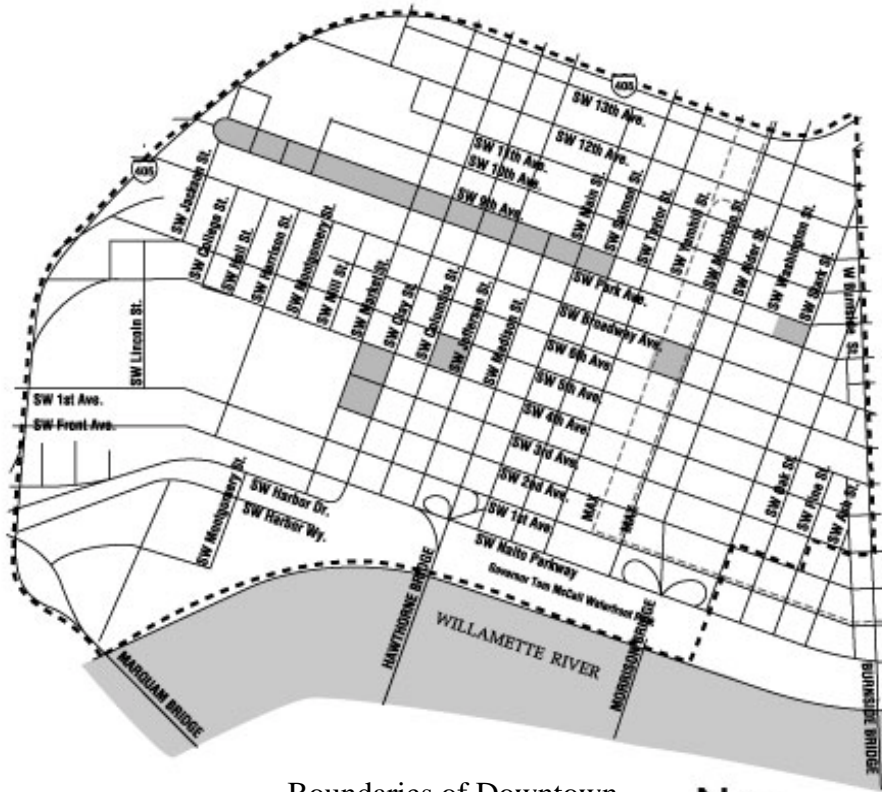 405
SW 13th Ave.
SW 12th Ave.
SW 11th Ave.
SW 10th Ave.
SW 9th Ave.
405
SW Jackson St.
SW College St.
SW Hall St.
SW Harrison St.
SW Montgomery St.
SW Mill St.
SW Market St.
SW Clay St.
SW Columbia St.
SW Jefferson St.
SW Madison St.
SW Main St.
SW Salmon St.
SW Taylor St.
SW Yamhill St.
SW Morrison St.
SW Alder St.
SW Washington St.
SW Stark St.
W Burnside St.
SW Park Ave.
SW Broadway Ave.
SW 6th Ave.
SW 5th Ave.
SW 4th Ave.
SW 3rd Ave.
SW 2nd Ave.
SW 1st Ave.
SW Naito Parkway
Governor Tom McCall Waterfront
SW Lincoln St.
SW 1st Ave.
SW Front Ave.
SW Montgomery St.
SW Harbor Dr.
SW Harbor Wy.
MAX
MAX
SW Oak St.
SW Pine St.
SW Ash St.
MARQUAM BRIDGE
HAWTHORNE BRIDGE
WILLAMETTE RIVER
MORRISON BRIDGE
BURNSIDE BRIDGE
Boundaries of Downtown